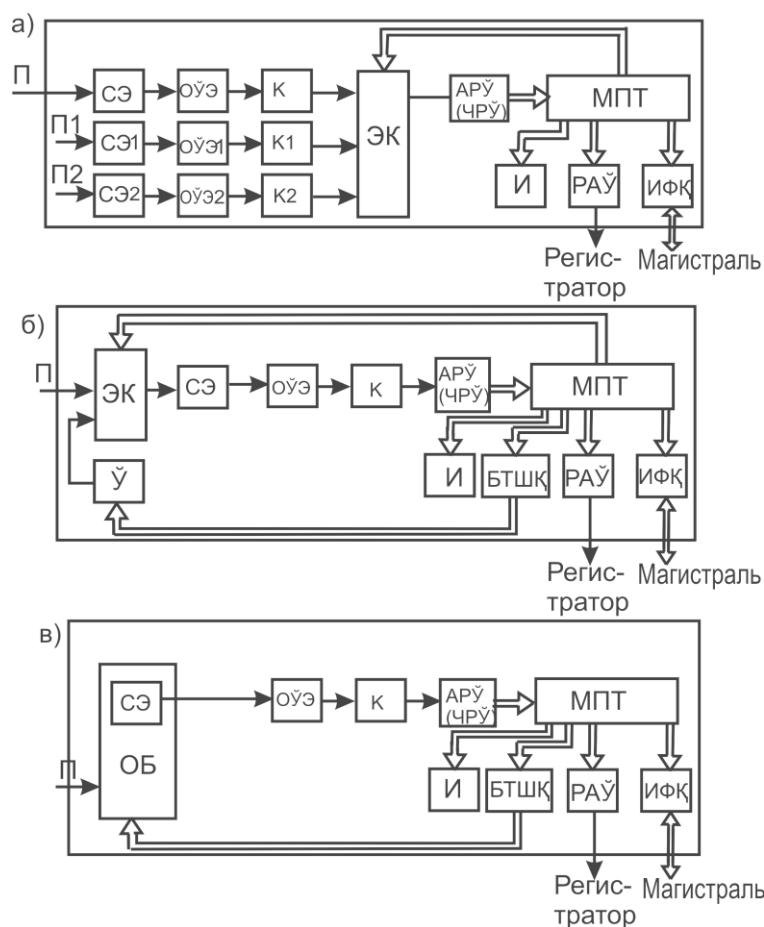 а)
П
СЭ
ОЎЭ
К
П1
СЭ1
ОЎЭ1
К1
П2
СЭ2
ОЎЭ2
К2
ЭК
АРЎ
(ЧРЎ)
МПТ
И
РАЎ
ИФҚ
Регис-
тратор
Магистраль
б)
П
ЭК
СЭ
ОЎЭ
К
АРЎ
(ЧРЎ)
МПТ
Ў
И
БТШҚ
РАЎ
ИФҚ
Регис-
тратор
Магистраль
в)
П
СЭ
ОБ
ОЎЭ
К
АРЎ
(ЧРЎ)
МПТ
И
БТШҚ
РАЎ
ИФҚ
Регис-
тратор
Магистраль